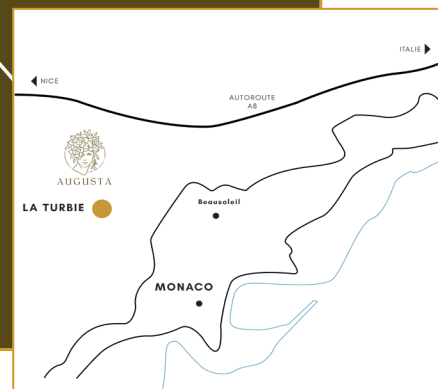 ITALIE
NICE
AUTOROUTE
A8
AUGUSTA
LA TURBIE
Beausoleil
MONACO